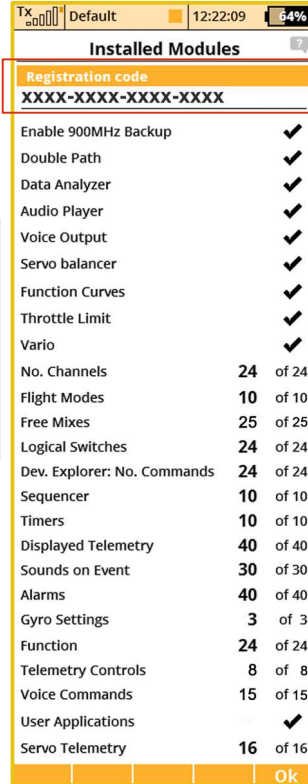 Tx Default 12:22:09 64%
Installed Modules ?
Registration code
XXXX-XXXX-XXXX-XXXX
Enable 900MHz Backup
Double Path
Data Analyzer
Audio Player
Voice Output
Servo balancer
Function Curves
Throttle Limit
Vario
No. Channels 24 of 24
Flight Modes 10 of 10
Free Mixes 25 of 25
Logical Switches 24 of 24
Dev. Explorer: No. Commands 24 of 24
Sequencer 10 of 10
Timers 10 of 10
Displayed Telemetry 40 of 40
Sounds on Event 30 of 30
Alarms 40 of 40
Gyro Settings 3 of 3
Function 24 of 24
Telemetry Controls 8 of 8
Voice Commands 15 of 15
User Applications
Servo Telemetry 16 of 16
Ok